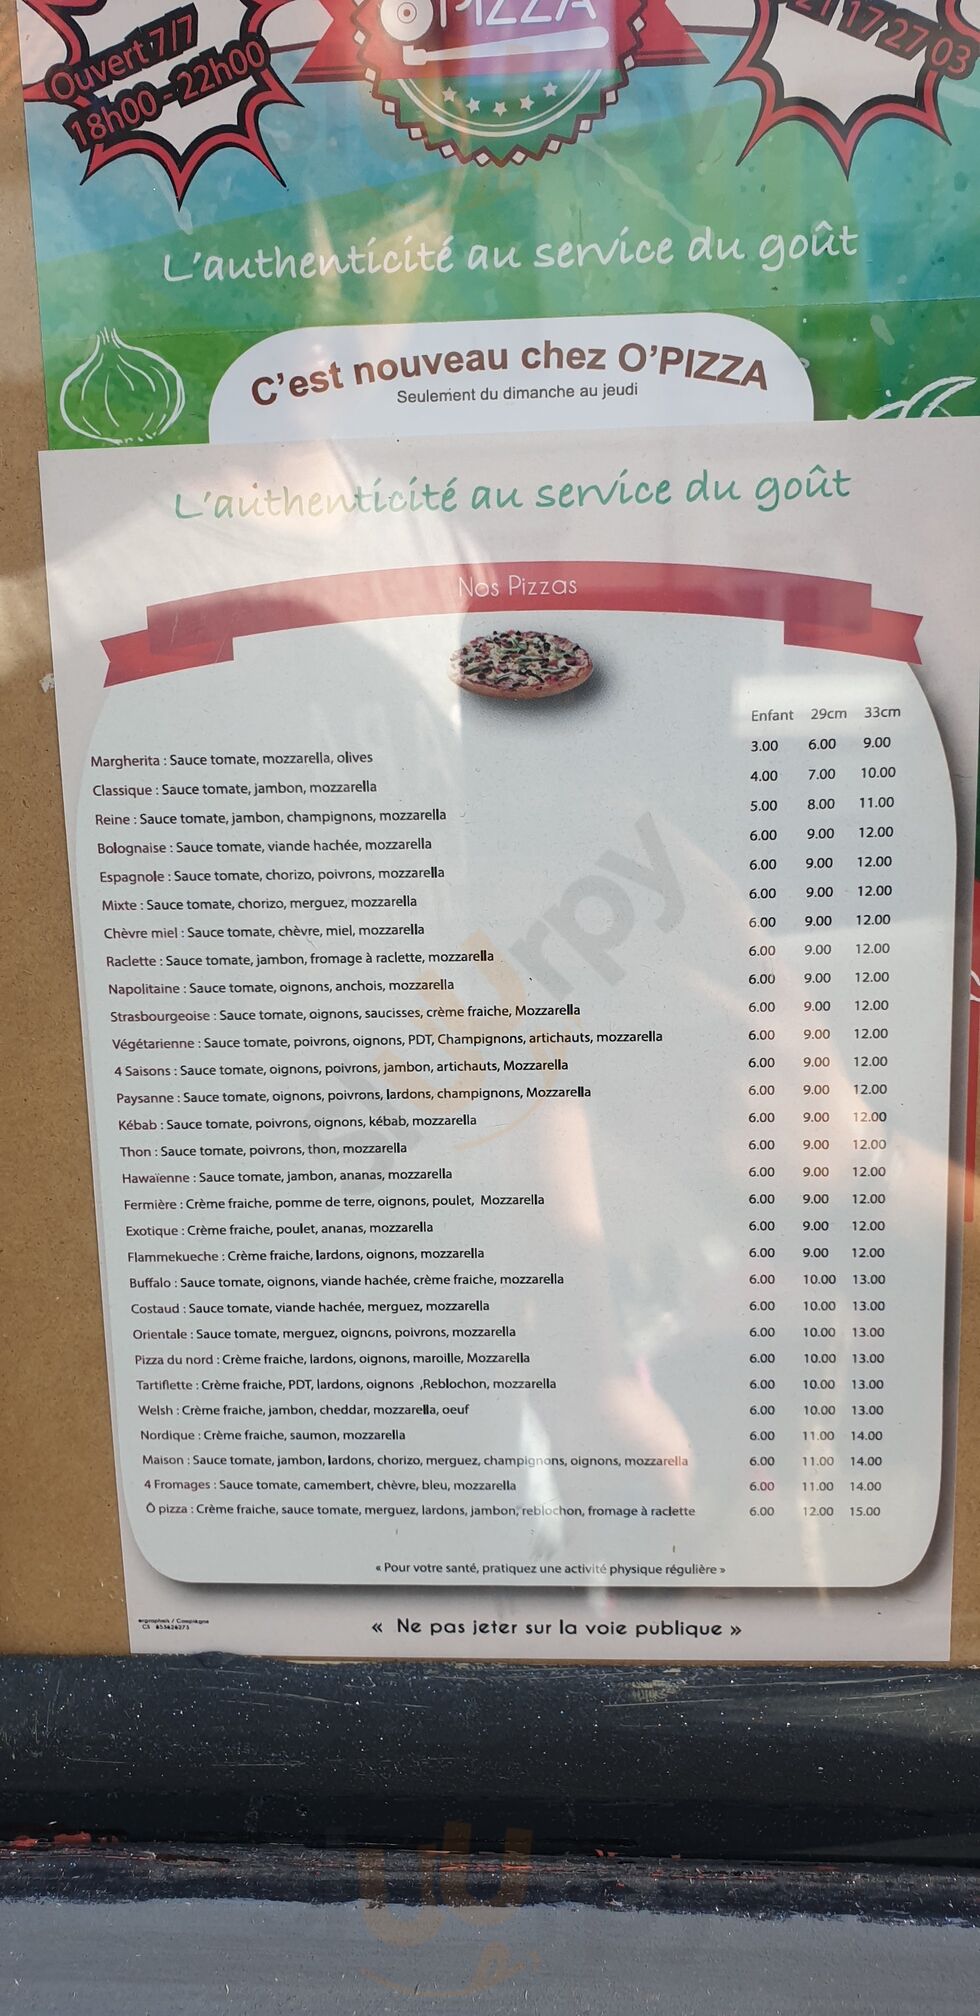 PIZZA
Ouvert 7/7
18h00 - 22h00
17 27 03
L'authenticité au service du goût
C'est nouveau chez O'PIZZA
Seulement du dimanche au jeudi
L'authenticité au service du goût
Nos Pizzas
Enfant 29cm 33cm
Margherita : Sauce tomate, mozzarella, olives 3.00 6.00 9.00
Classique : Sauce tomate, jambon, mozzarella 4.00 7.00 10.00
Reine : Sauce tomate, jambon, champignons, mozzarella 5.00 8.00 11.00
Bolognaise : Sauce tomate, viande hachée, mozzarella 6.00 9.00 12.00
Espagnole : Sauce tomate, chorizo, poivrons, mozzarella 6.00 9.00 12.00
Mixte : Sauce tomate, chorizo, merguez, mozzarella 6.00 9.00 12.00
Chèvre miel : Sauce tomate, chèvre, miel, mozzarella 6.00 9.00 12.00
Raclette : Sauce tomate, jambon, fromage à raclette, mozzarella 6.00 9.00 12.00
Napolitaine : Sauce tomate, oignons, anchois, mozzarella 6.00 9.00 12.00
Strasbourgeoise : Sauce tomate, oignons, saucisses, crème fraiche, Mozzarella 6.00 9.00 12.00
Végétarienne : Sauce tomate, poivrons, oignons, PDT, Champignons, artichauts, mozzarella 6.00 9.00 12.00
4 Saisons : Sauce tomate, oignons, poivrons, jambon, artichauts, Mozzarella 6.00 9.00 12.00
Paysanne : Sauce tomate, oignons, poivrons, lardons, champignons, Mozzarella 6.00 9.00 12.00
Kébab : Sauce tomate, poivrons, oignons, kébab, mozzarella 6.00 9.00 12.00
Thon : Sauce tomate, poivrons, thon, mozzarella 6.00 9.00 12.00
Hawaïenne : Sauce tomate, jambon, ananas, mozzarella 6.00 9.00 12.00
Fermière : Crème fraiche, pomme de terre, oignons, poulet, Mozzarella 6.00 9.00 12.00
Exotique : Crème fraiche, poulet, ananas, mozzarella 6.00 9.00 12.00
Flammekueche : Crème fraiche, lardons, oignons, mozzarella 6.00 9.00 12.00
Buffalo : Sauce tomate, oignons, viande hachée, crème fraiche, mozzarella 6.00 10.00 13.00
Costaud : Sauce tomate, viande hachée, merguez, mozzarella 6.00 10.00 13.00
Orientale : Sauce tomate, merguez, oignons, poivrons, mozzarella 6.00 10.00 13.00
Pizza du nord : Crème fraiche, lardons, oignons, maroille, Mozzarella 6.00 10.00 13.00
Tartiflette : Crème fraiche, PDT, lardons, oignons ,Reblochon, mozzarella 6.00 10.00 13.00
Welsh : Crème fraiche, jambon, cheddar, mozzarella, oeuf 6.00 10.00 13.00
Nordique : Crème fraiche, saumon, mozzarella 6.00 11.00 14.00
Maison : Sauce tomate, jambon, lardons, chorizo, merguez, champignons, oignons, mozzarella 6.00 11.00 14.00
4 Fromages : Sauce tomate, camembert, chèvre, bleu, mozzarella 6.00 11.00 14.00
Ô pizza : Crème fraiche, sauce tomate, merguez, lardons, jambon, reblochon, fromage à raclette 6.00 12.00 15.00
« Pour votre santé, pratiquez une activité physique régulière »
« Ne pas jeter sur la voie publique »